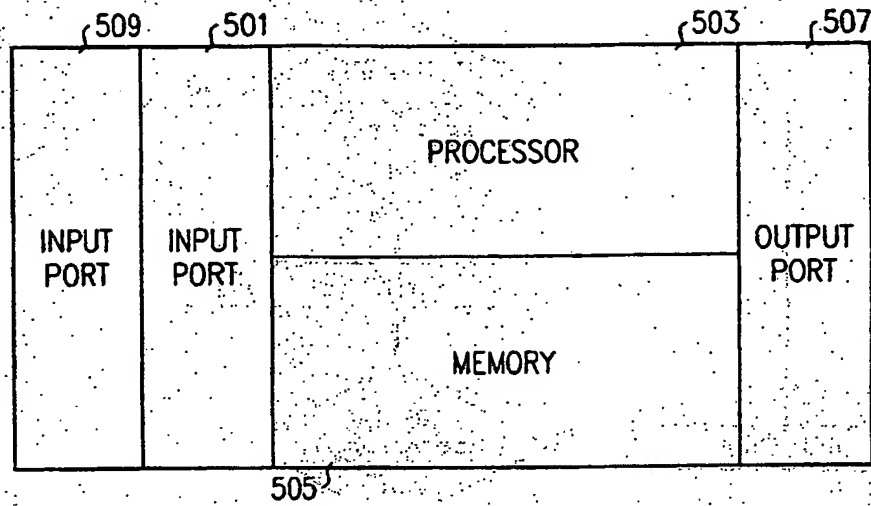 509
501
503
507
PROCESSOR
INPUT
PORT
INPUT
PORT
OUTPUT
PORT
MEMORY
505